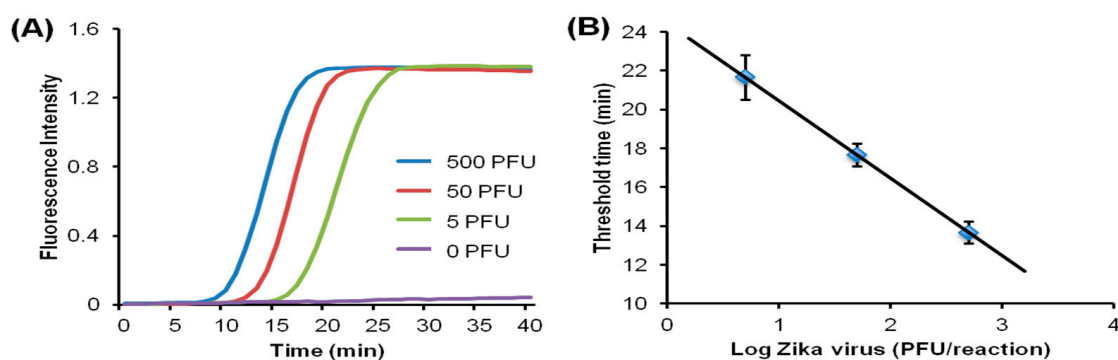 (A)
1.6
1.2
0.8
0.4
0
Fluorescence Intensity
0 5 10 15 20 25 30 35 40
Time (min)
500 PFU
50 PFU
5 PFU
0 PFU
(B)
24
22
20
18
16
14
12
10
Threshold time (min)
0 1 2 3 4
Log Zika virus (PFU/reaction)